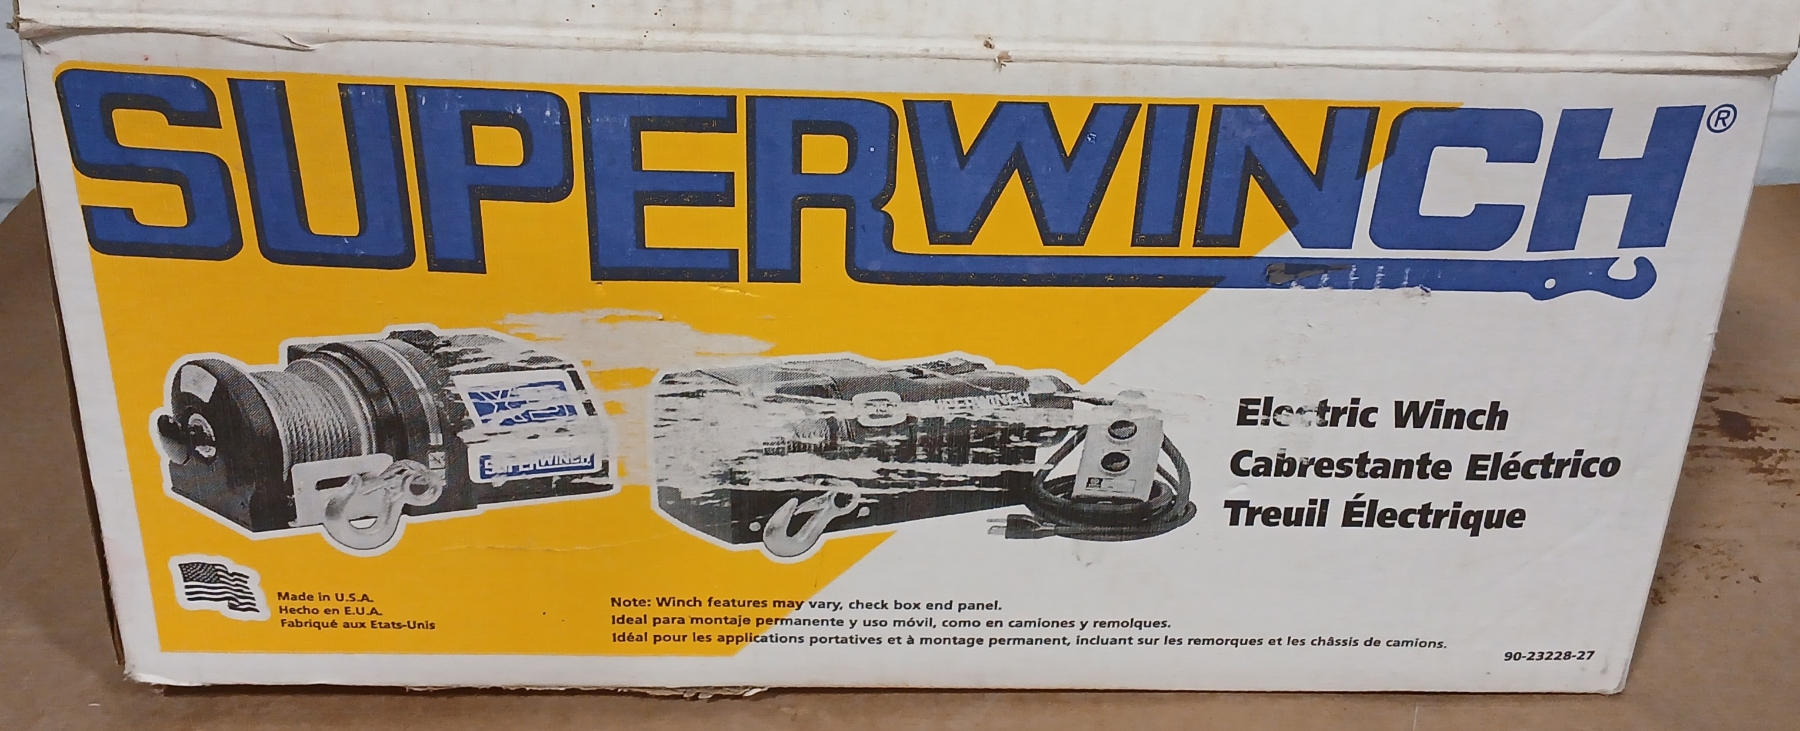 SUPERWINCH®
SUPERWINCH
Electric Winch
Cabrestante Eléctrico
Treuil Électrique
Made in U.S.A.
Hecho en E.U.A.
Fabriqué aux Etats-Unis
Note: Winch features may vary, check box end panel.
Ideal para montaje permanente y uso móvil, como en camiones y remolques.
Idéal pour les applications portatives et à montage permanent, incluant sur les remorques et les châssis de camions.
90-23228-27